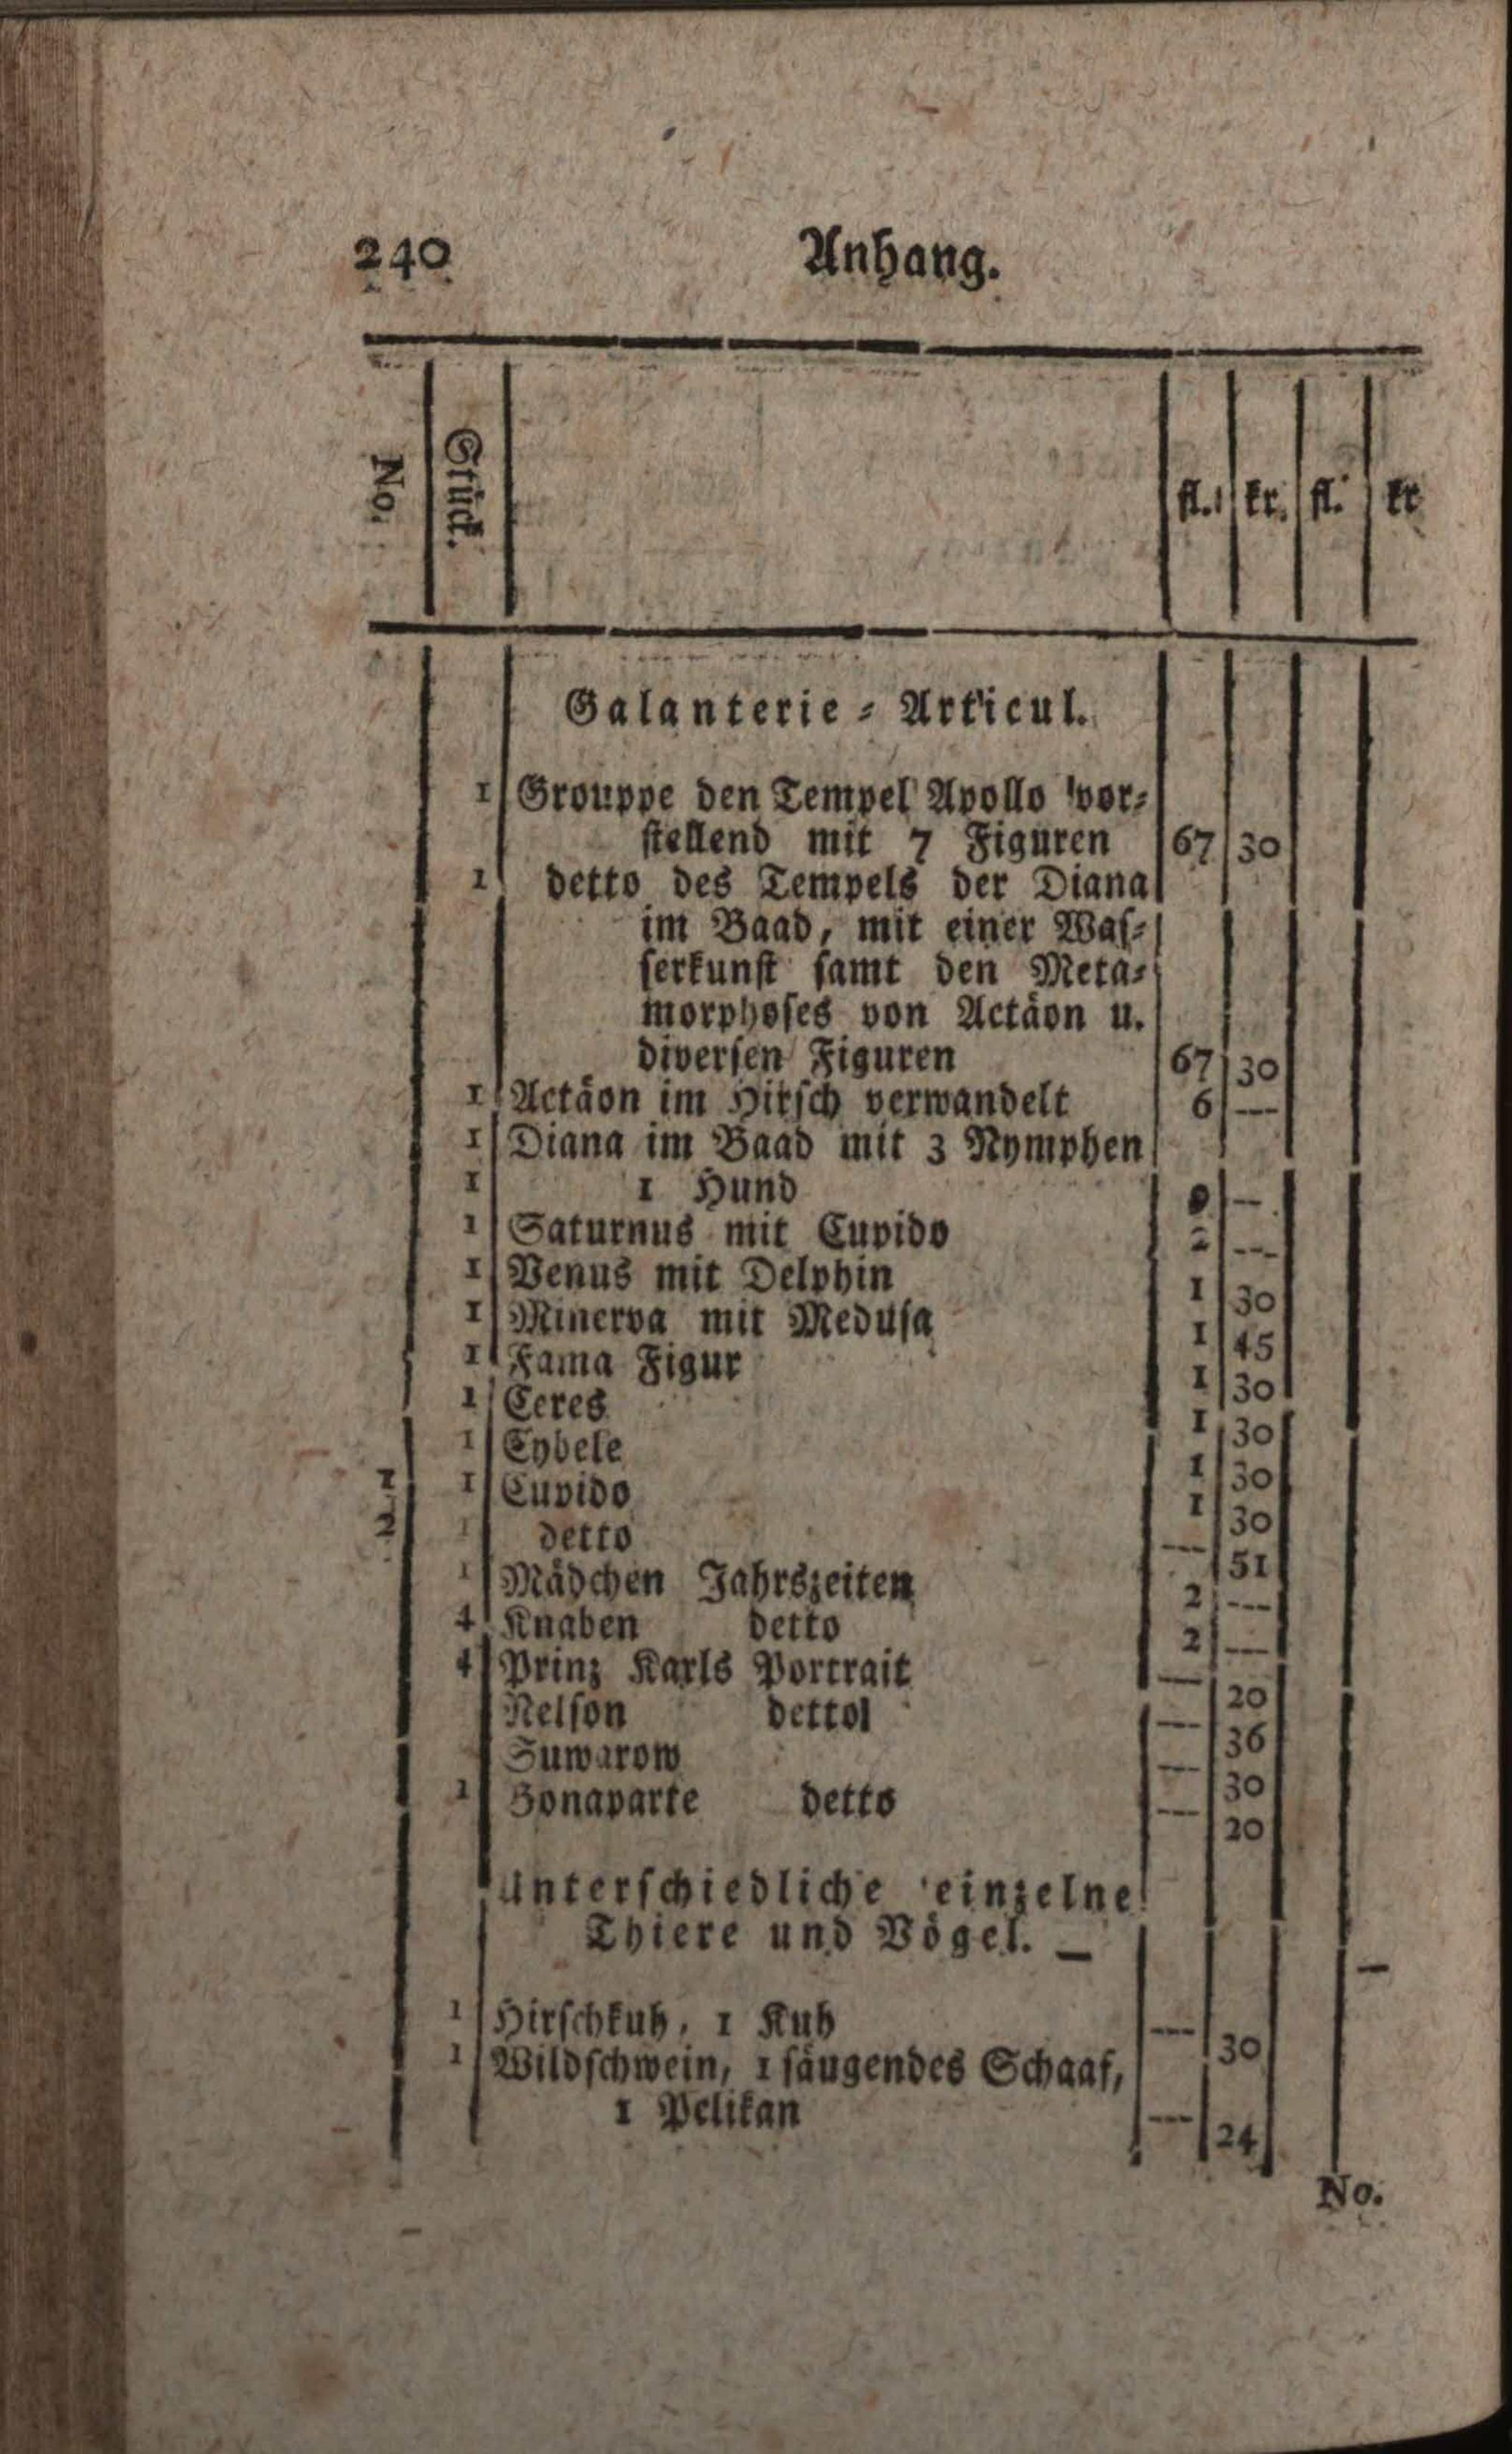 240 Anhang.
No. Stück. fl. kr. fl. kr
Galanterie-Articul.
1 Grouppe den Tempel Apollo vor-
stellend mit 7 Figuren 67 30
1 detto des Tempels der Diana
im Baad, mit einer Waſ-
ſerkunſt ſamt den Meta-
morphoſes von Actäon u.
diverſen Figuren 67 30
1 Actäon im Hirſch verwandelt 6 —
1 Diana im Baad mit 3 Nymphen
1 1 Hund —
1 Saturnus mit Cupido 2 —
1 Venus mit Delphin 1 30
1 Minerva mit Meduſa 1 45
1 Fama Figur 1 30
1 Ceres 1 30
1 Cybele 1 30
1 1 Cupido 1 30
2 1 detto — 51
1 Mädchen Jahrszeiten 2 —
4 Knaben detto 2 —
4 Prinz Karls Portrait — 20
Nelſon detto — 36
Suwarow — 30
1 Bonaparte detto — 20
Unterſchiedliche einzelne
Thiere und Vögel. —
1 Hirſchkuh, 1 Kuh — 30
1 Wildſchwein, 1 ſäugendes Schaaf,
1 Pelikan — 24
No.